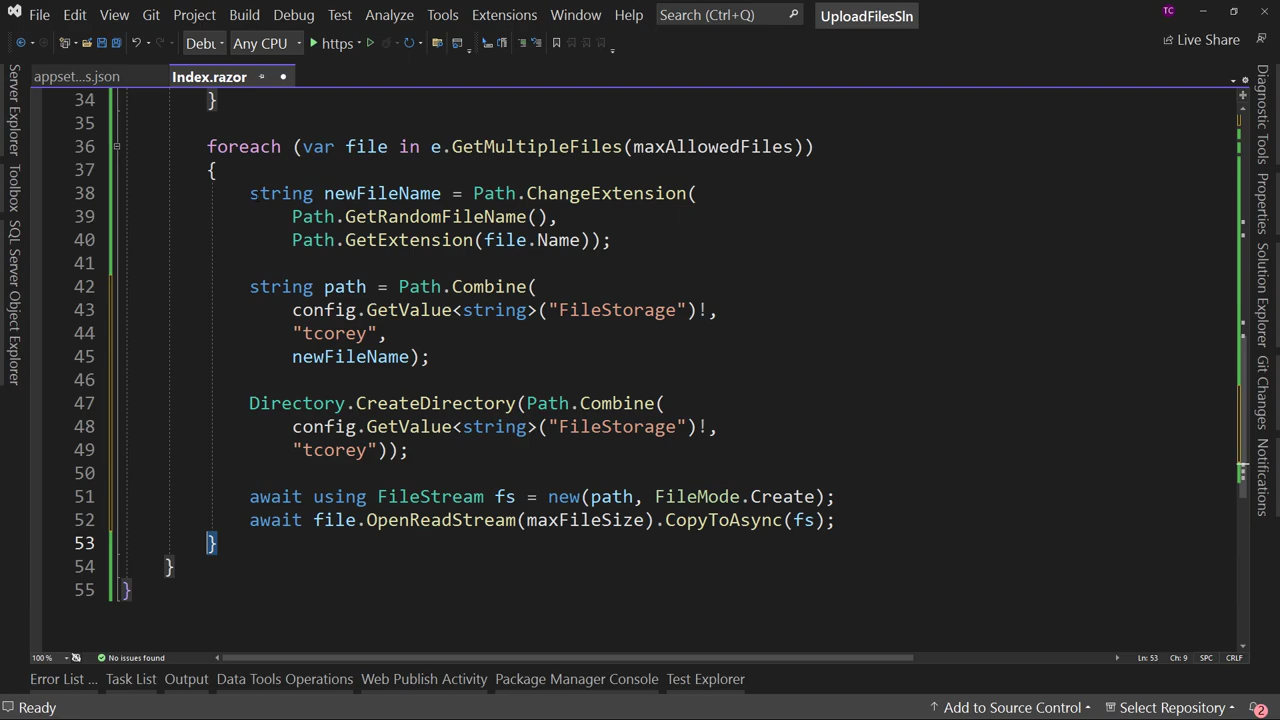 File Edit View Git Project Build Debug Test Analyze Tools Extensions Window Help Search (Ctrl+Q) UploadFilesSln TC
Debu Any CPU https Live Share
appset...s.json Index.razor
34 }
35
36 foreach (var file in e.GetMultipleFiles(maxAllowedFiles))
37 {
38 string newFileName = Path.ChangeExtension(
39 Path.GetRandomFileName(),
40 Path.GetExtension(file.Name));
41
42 string path = Path.Combine(
43 config.GetValue<string>("FileStorage")!,
44 "tcorey",
45 newFileName);
46
47 Directory.CreateDirectory(Path.Combine(
48 config.GetValue<string>("FileStorage")!,
49 "tcorey"));
50
51 await using FileStream fs = new(path, FileMode.Create);
52 await file.OpenReadStream(maxFileSize).CopyToAsync(fs);
53 }
54 }
55 }
Server Explorer
Toolbox
SQL Server Object Explorer
Diagnostic Tools
Properties
Solution Explorer
Git Changes
Notifications
100 % No issues found Ln: 53 Ch: 9 SPC CRLF
Error List ... Task List Output Data Tools Operations Web Publish Activity Package Manager Console Test Explorer
Ready Add to Source Control Select Repository 2